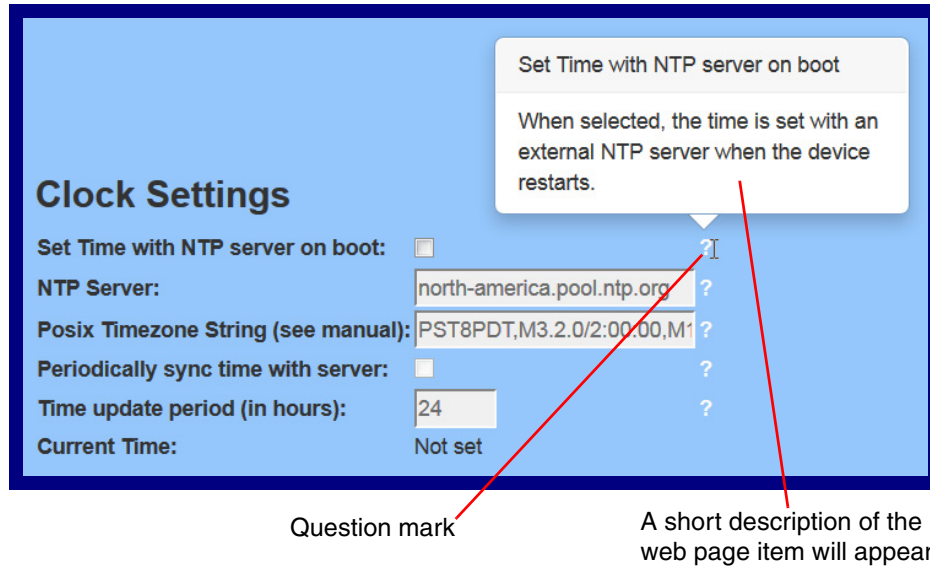 Set Time with NTP server on boot
When selected, the time is set with an
external NTP server when the device
restarts.
Clock Settings
Set Time with NTP server on boot: ?
NTP Server: north-america.pool.ntp.org ?
Posix Timezone String (see manual): PST8PDT,M3.2.0/2:00:00,M1 ?
Periodically sync time with server: ?
Time update period (in hours): 24 ?
Current Time: Not set
Question mark
A short description of the
web page item will appear